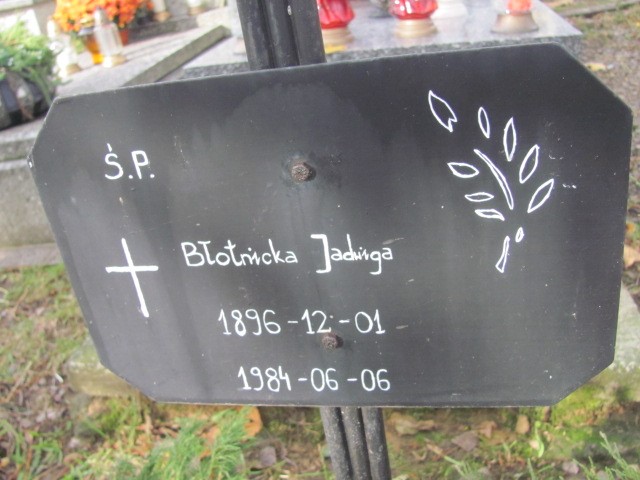 Ś.P.
Błotnicka Jadwiga
1896-12-01
1984-06-06